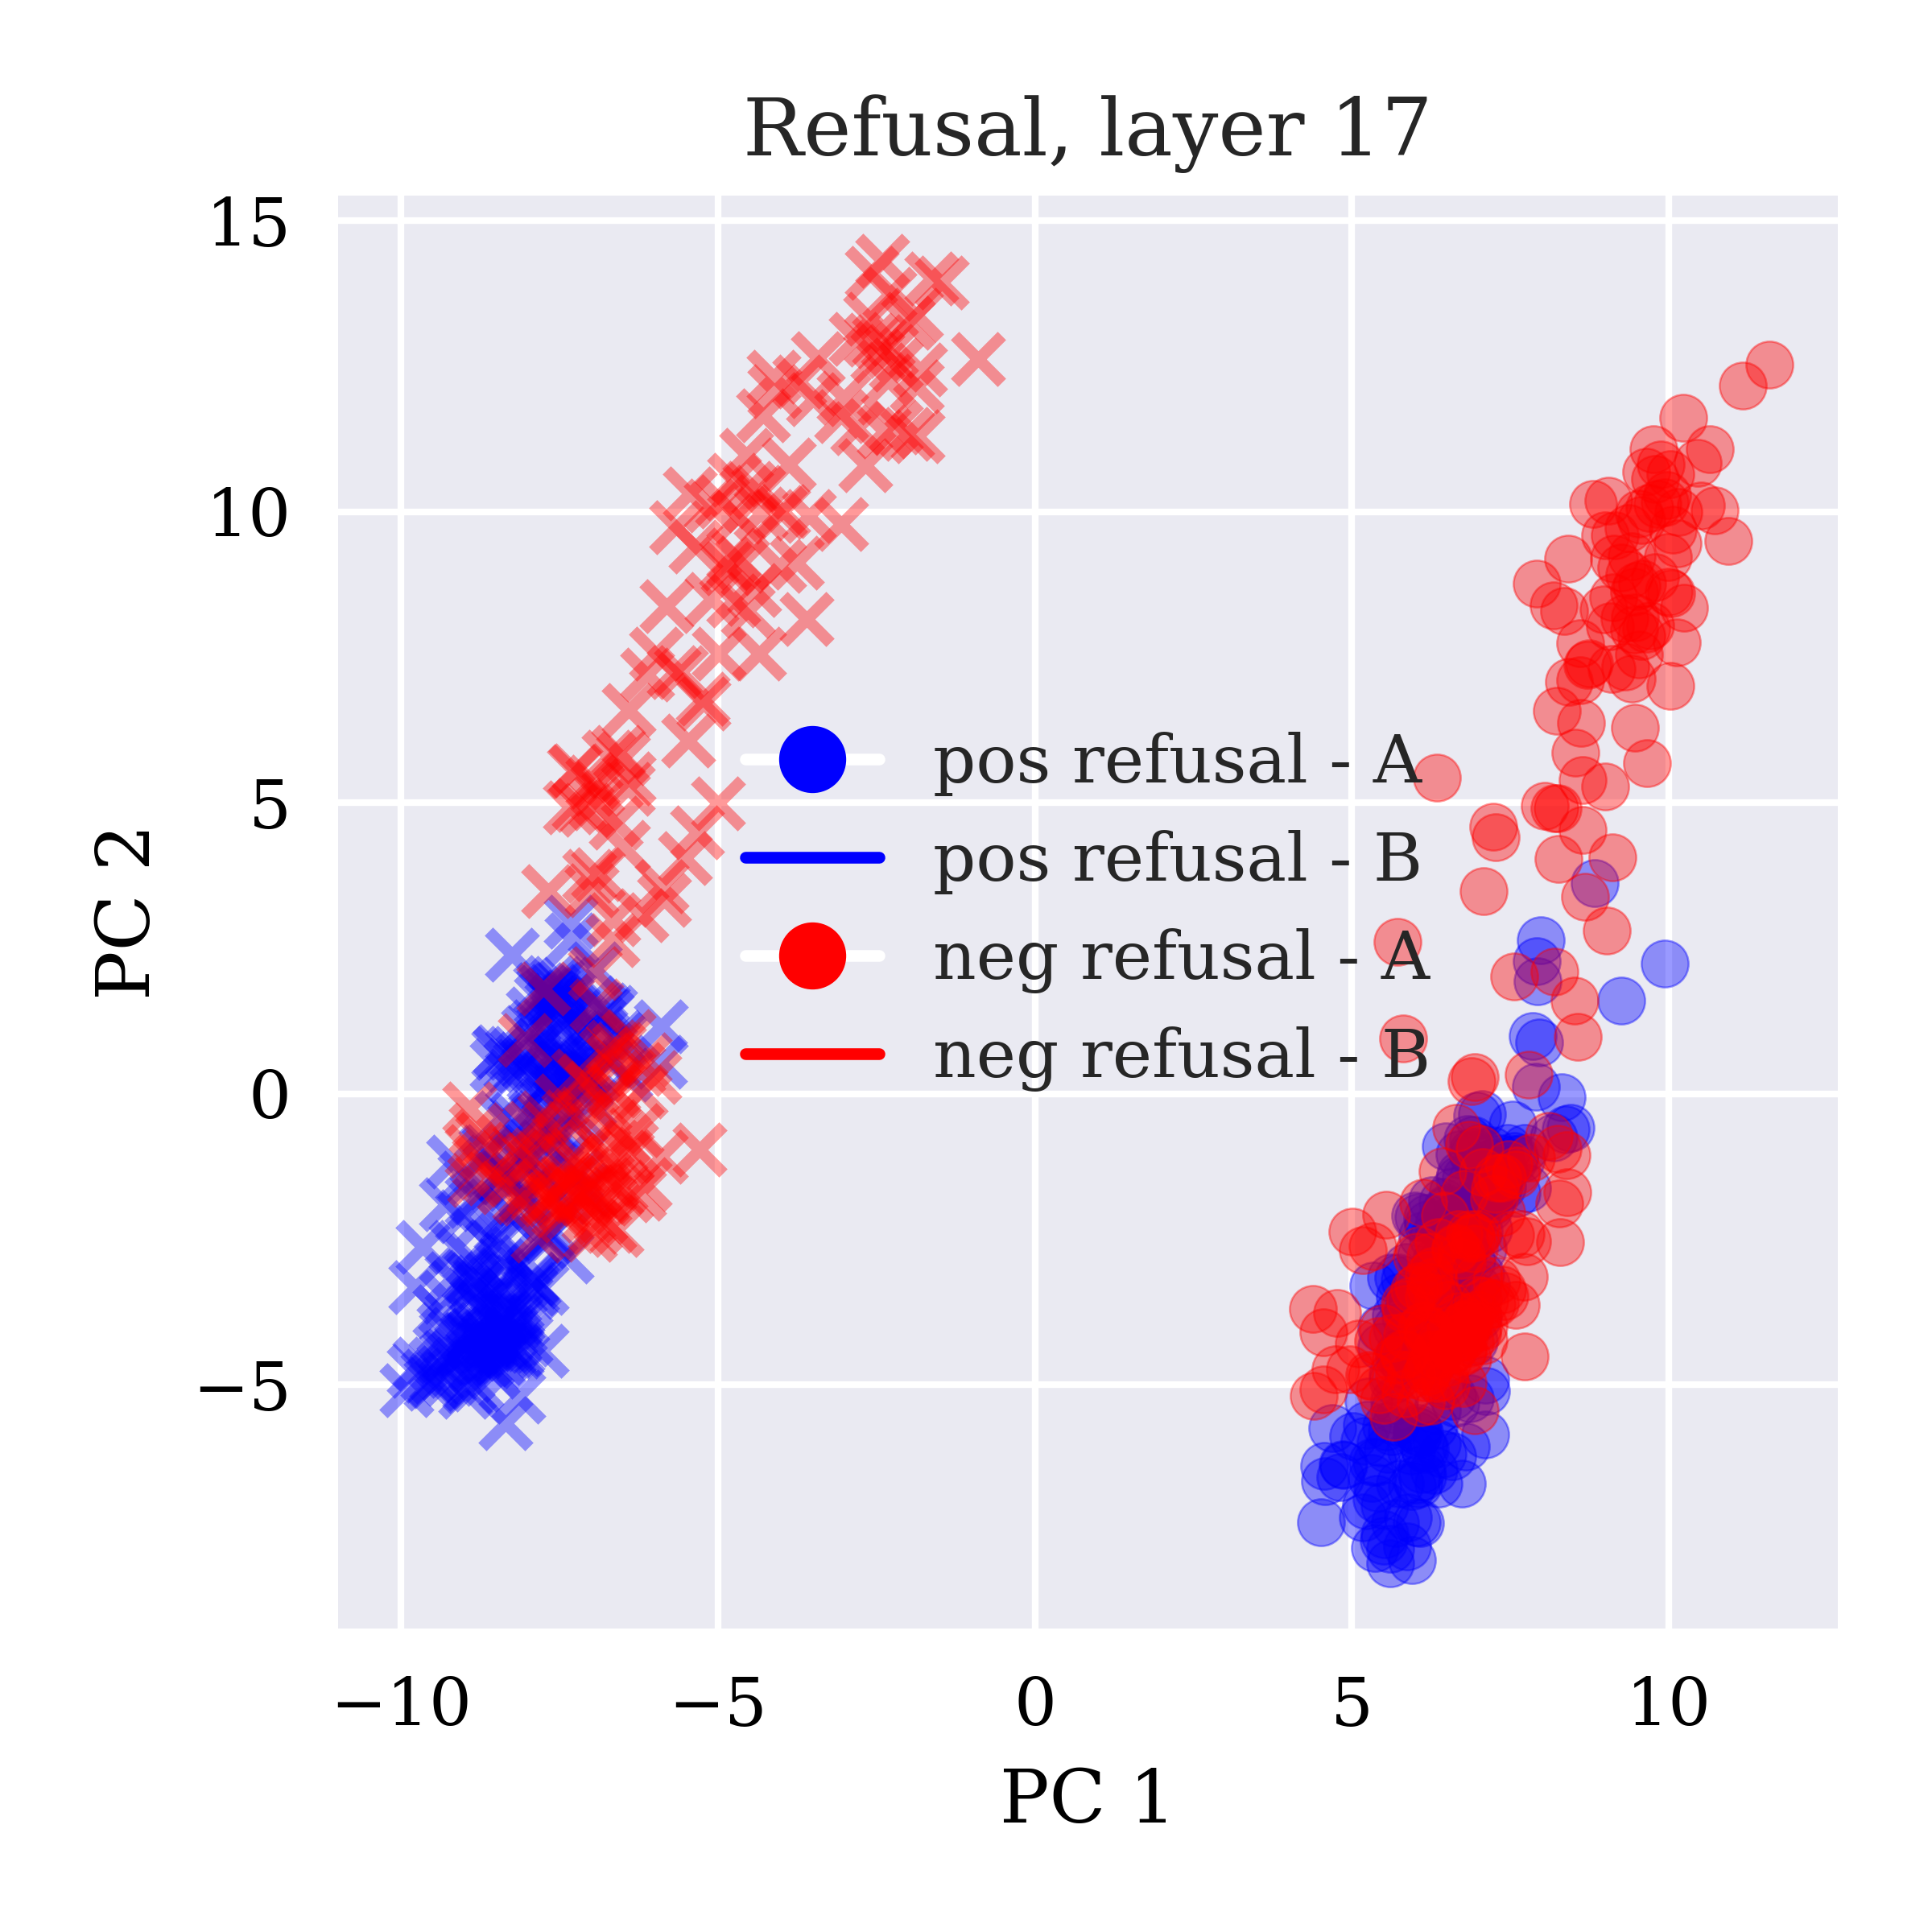 Refusal, layer 17
15
10
5
0
−5
PC 2
pos refusal - A
pos refusal - B
neg refusal - A
neg refusal - B
−10 −5 0 5 10
PC 1